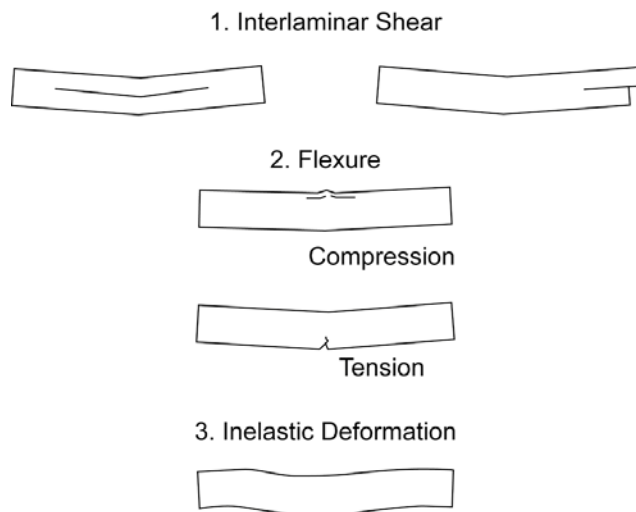 1. Interlaminar Shear
2. Flexure
Compression
Tension
3. Inelastic Deformation